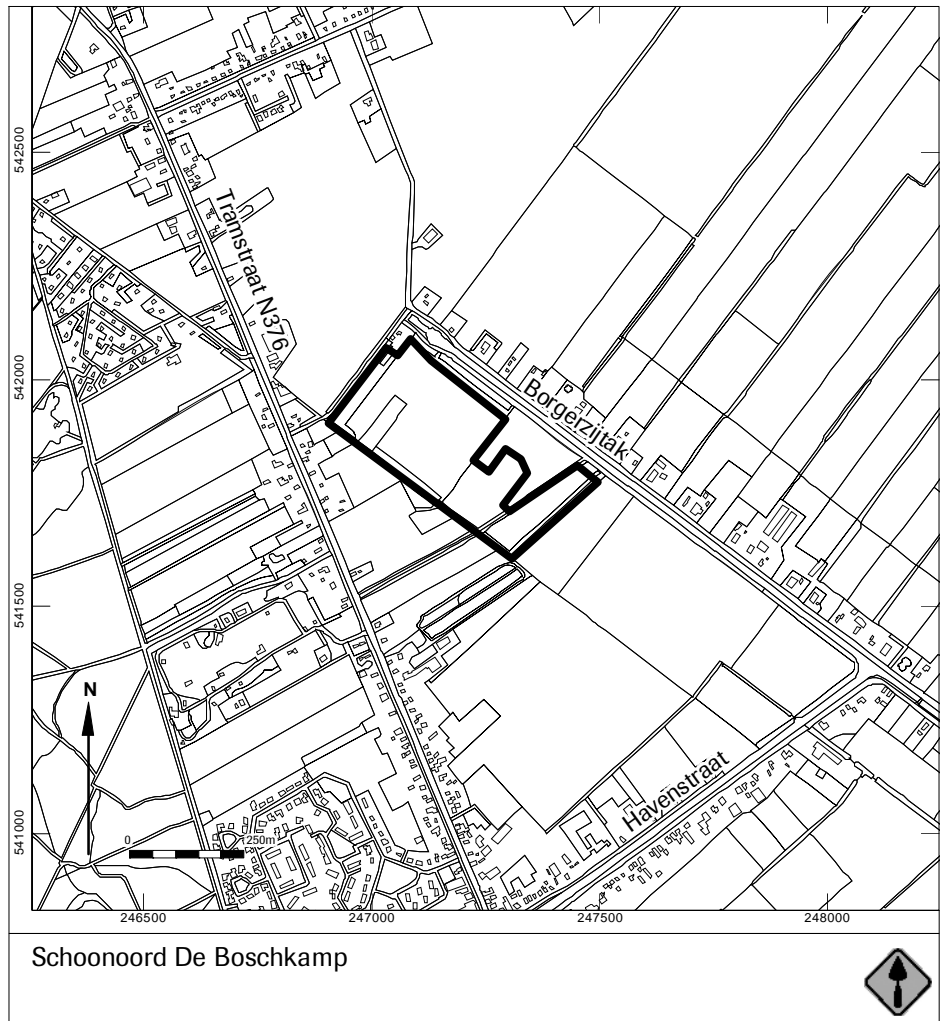 542500
Tramstraat N376
542000
Borgerzijtak
541500
N
Havenstraat
541000
0
250m
246500
247000
247500
248000
Schoonoord De Boschkamp